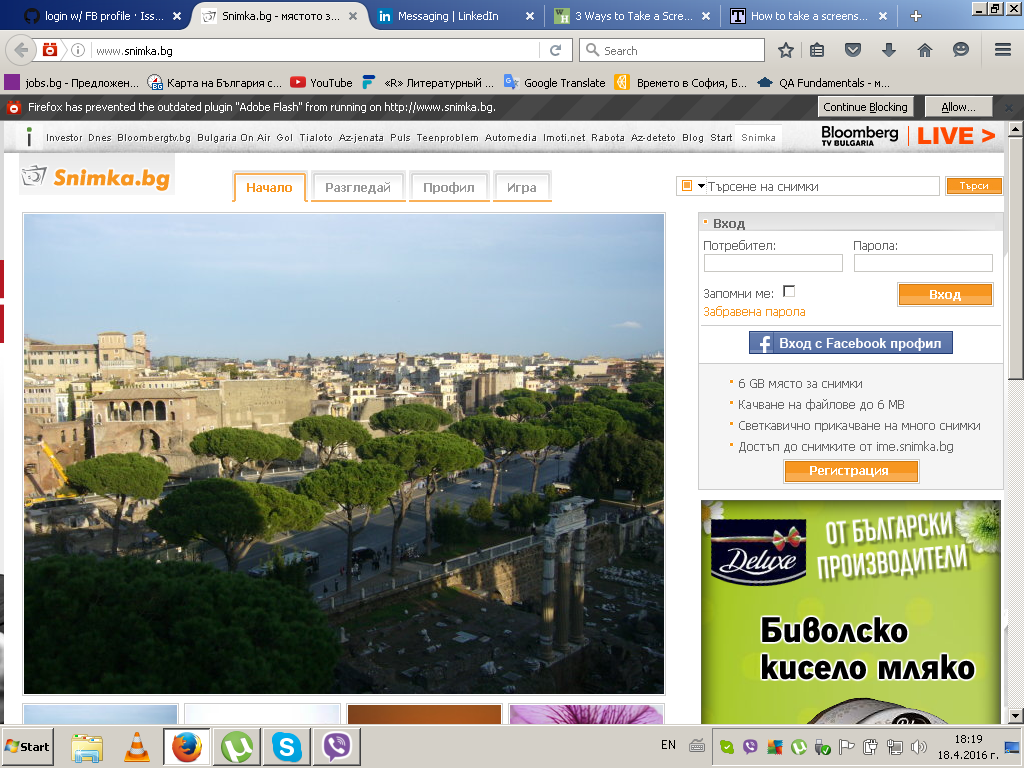 login w/ FB profile · Iss...
Snimka.bg - мястото з...
Messaging | LinkedIn
3 Ways to Take a Scre...
How to take a screens...
www.snimka.bg
Search
jobs.bg - Предложен...
Карта на България с...
YouTube
«R» Литературный ...
Google Translate
Времето в София, Б...
QA Fundamentals - м...
Firefox has prevented the outdated plugin "Adobe Flash" from running on http://www.snimka.bg.
Continue Blocking
Allow...
i Investor Dnes Bloombergtv.bg Bulgaria On Air Gol Tialoto Az-jenata Puls Teenproblem Automedia Imoti.net Rabota Az-deteto Blog Start Snimka
Bloomberg
TV BULGARIA
LIVE >
Snimka.bg
Начало
Разгледай
Профил
Игра
Търсене на снимки
Търси
Вход
Потребител:
Парола:
Запомни ме:
Вход
Забравена парола
f Вход с Facebook профил
6 GB място за снимки
Качване на файлове до 6 MB
Светкавично прикачване на много снимки
Достъп до снимките от ime.snimka.bg
Регистрация
Deluxe
ОТ БЪЛГАРСКИ
ПРОИЗВОДИТЕЛИ
Биволско
кисело мляко
Start
EN
18:19
18.4.2016 г.